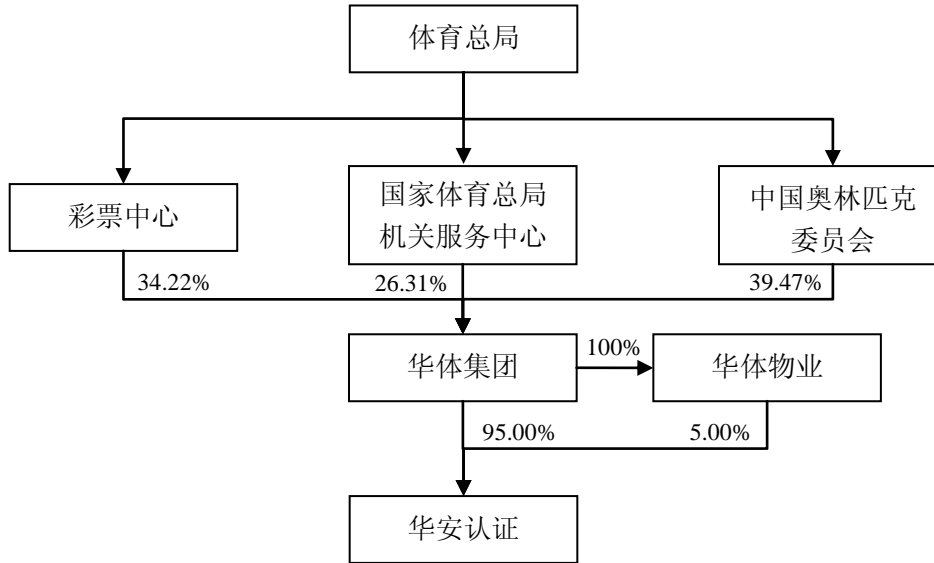 体育总局
彩票中心
国家体育总局
机关服务中心
中国奥林匹克
委员会
34.22%
26.31%
39.47%
华体集团
100%
华体物业
95.00%
5.00%
华安认证